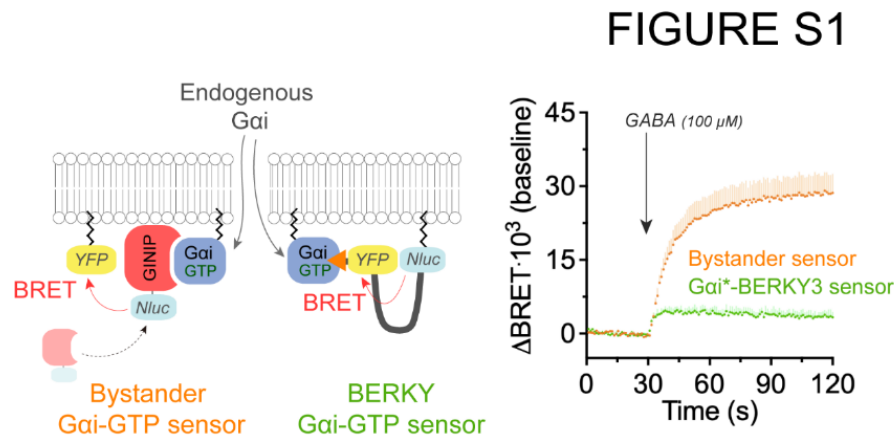 FIGURE S1
Endogenous
Gαi
YFP
GINIP
Gαi
GTP
BRET
Nluc
Bystander
Gαi-GTP sensor
Gαi
GTP
YFP
Nluc
BRET
BERKY
Gαi-GTP sensor
ΔBRET·10³ (baseline)
45
30
15
0
GABA (100 µM)
Bystander sensor
Gαi*-BERKY3 sensor
0 30 60 90 120
Time (s)